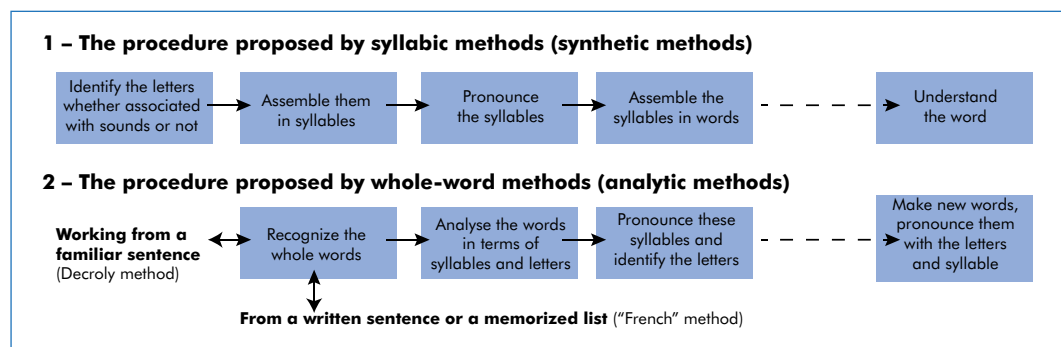 1 – The procedure proposed by syllabic methods (synthetic methods)
Identify the letters
whether associated
with sounds or not
Assemble them
in syllables
Pronounce
the syllables
Assemble the
syllables in words
Understand
the word
2 – The procedure proposed by whole-word methods (analytic methods)
Working from a
familiar sentence
(Decroly method)
Recognize the
whole words
Analyse the words
in terms of
syllables and letters
Pronounce these
syllables and
identify the letters
Make new words,
pronounce them
with the letters
and syllable
From a written sentence or a memorized list (“French” method)